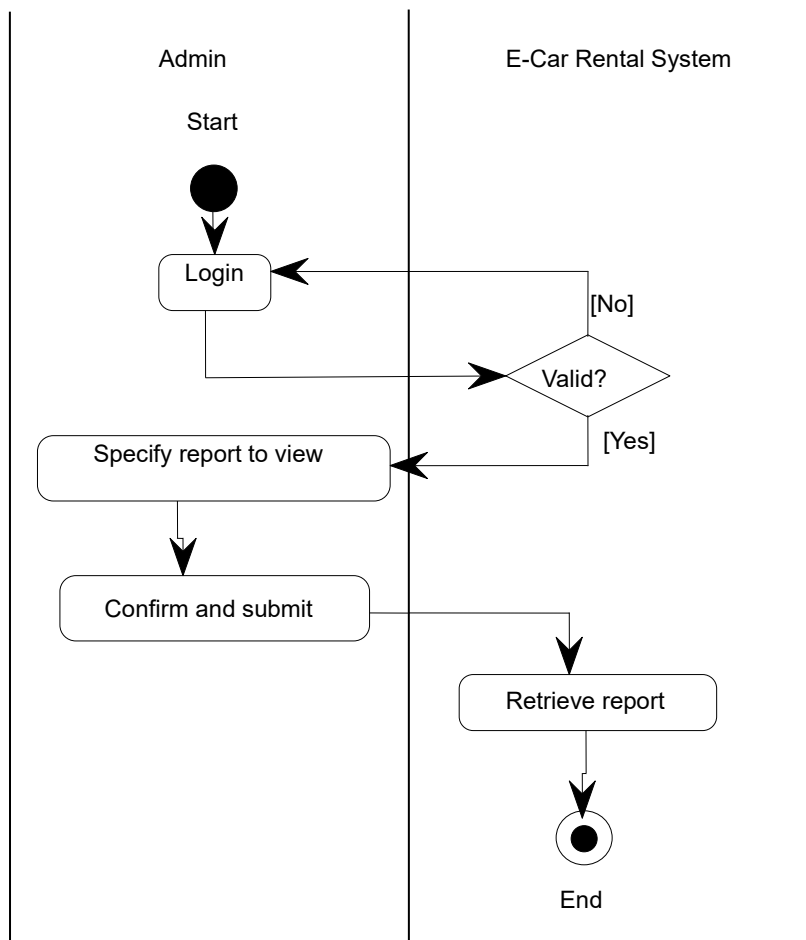 Admin
E-Car Rental System
Start
Login
[No]
Valid?
[Yes]
Specify report to view
Confirm and submit
Retrieve report
End